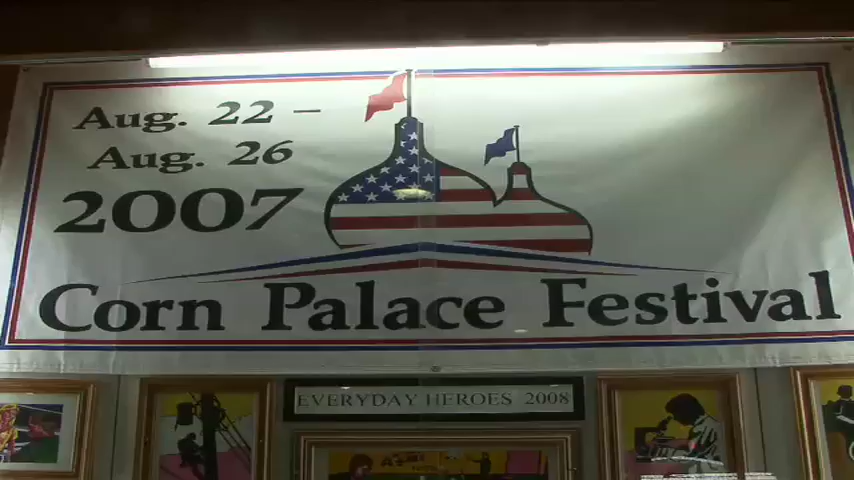 Aug. 22 –
Aug. 26
2007
Corn Palace Festival
EVERYDAY HEROES 2008